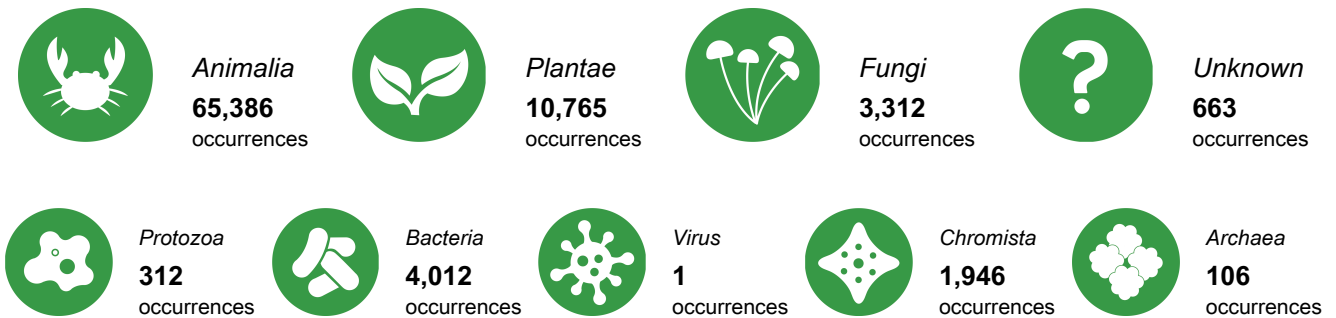 Animalia
65,386
occurrences
Plantae
10,765
occurrences
Fungi
3,312
occurrences
?
Unknown
663
occurrences
Protozoa
312
occurrences
Bacteria
4,012
occurrences
Virus
1
occurrences
Chromista
1,946
occurrences
Archaea
106
occurrences